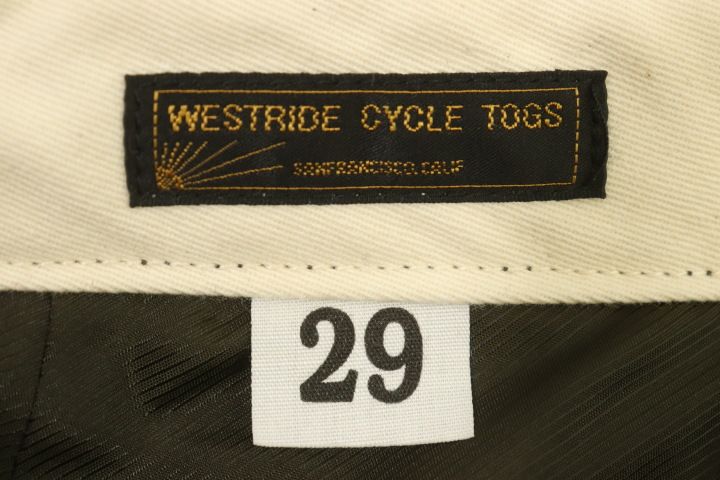 WESTRIDE CYCLE TOGS
SANFRANCISCO.CALIF
29